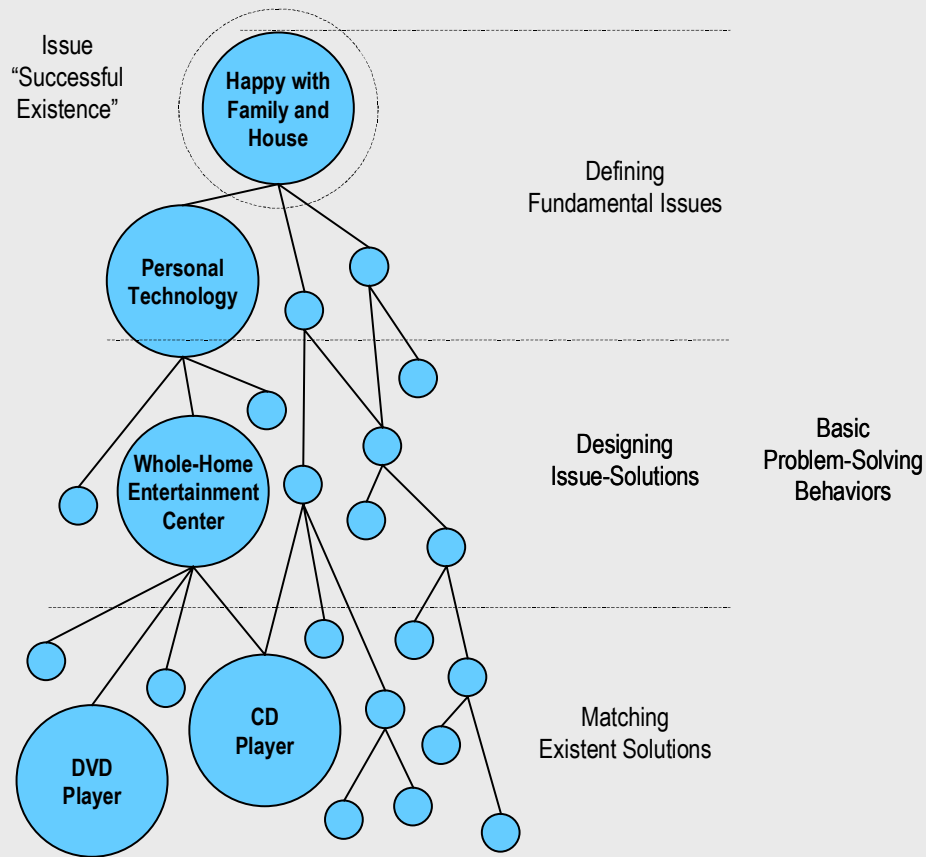 Issue
“Successful
Existence”
Happy with
Family and
House
Defining
Fundamental Issues
Personal
Technology
Whole-Home
Entertainment
Center
Designing
Issue-Solutions
Basic
Problem-Solving
Behaviors
CD
Player
DVD
Player
Matching
Existent Solutions